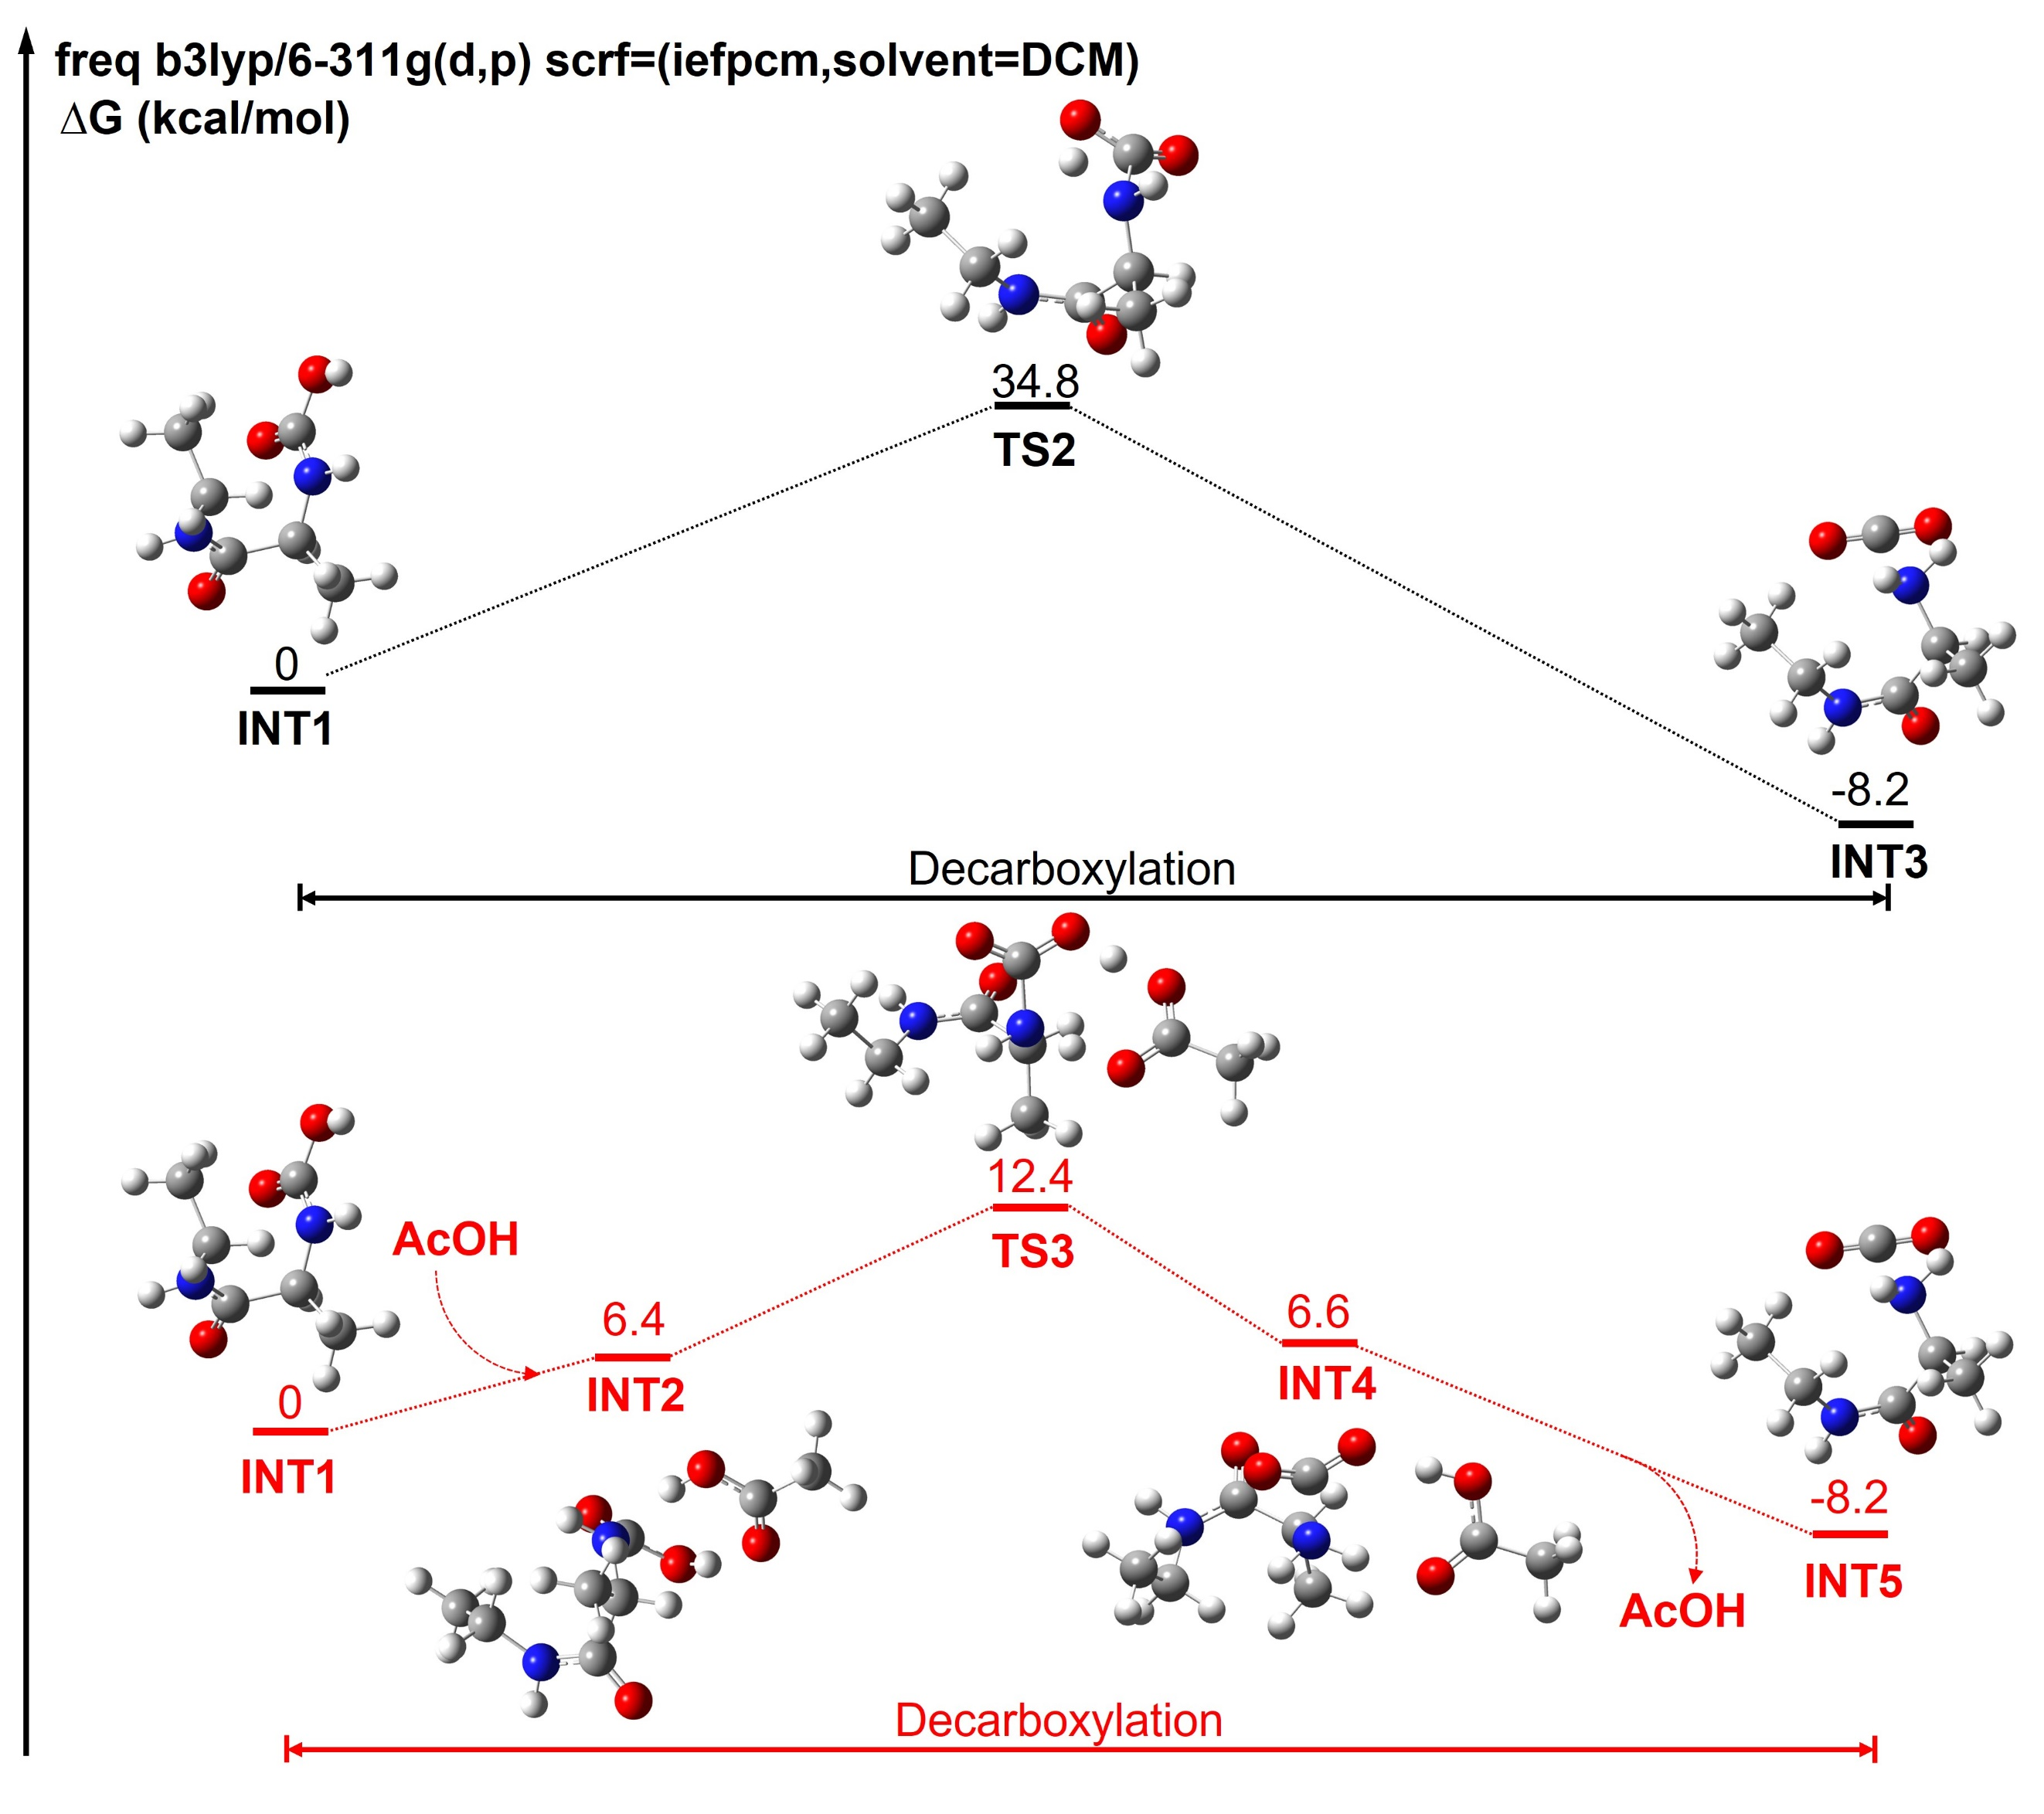 freq b3lyp/6-311g(d,p) scrf=(iefpcm,solvent=DCM)
ΔG (kcal/mol)
34.8
TS2
0
INT1
-8.2
INT3
Decarboxylation
12.4
TS3
AcOH
6.4
INT2
6.6
INT4
0
INT1
-8.2
INT5
AcOH
Decarboxylation